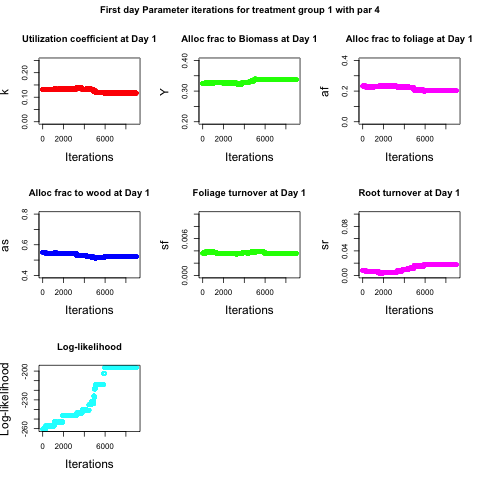 First day Parameter iterations for treatment group 1 with par 4
Utilization coefficient at Day 1
Alloc frac to Biomass at Day 1
Alloc frac to foliage at Day 1
k
0.00 0.10 0.20
0 2000 6000
Iterations
Y
0.20 0.30 0.40
0 2000 6000
Iterations
af
0.0 0.2 0.4
0 2000 6000
Iterations
Alloc frac to wood at Day 1
Foliage turnover at Day 1
Root turnover at Day 1
as
0.4 0.6 0.8
0 2000 6000
Iterations
sf
0.000 0.006
0 2000 6000
Iterations
sr
0.00 0.04 0.08
0 2000 6000
Iterations
Log-likelihood
Log-likelihood
-260 -230 -200
0 2000 6000
Iterations